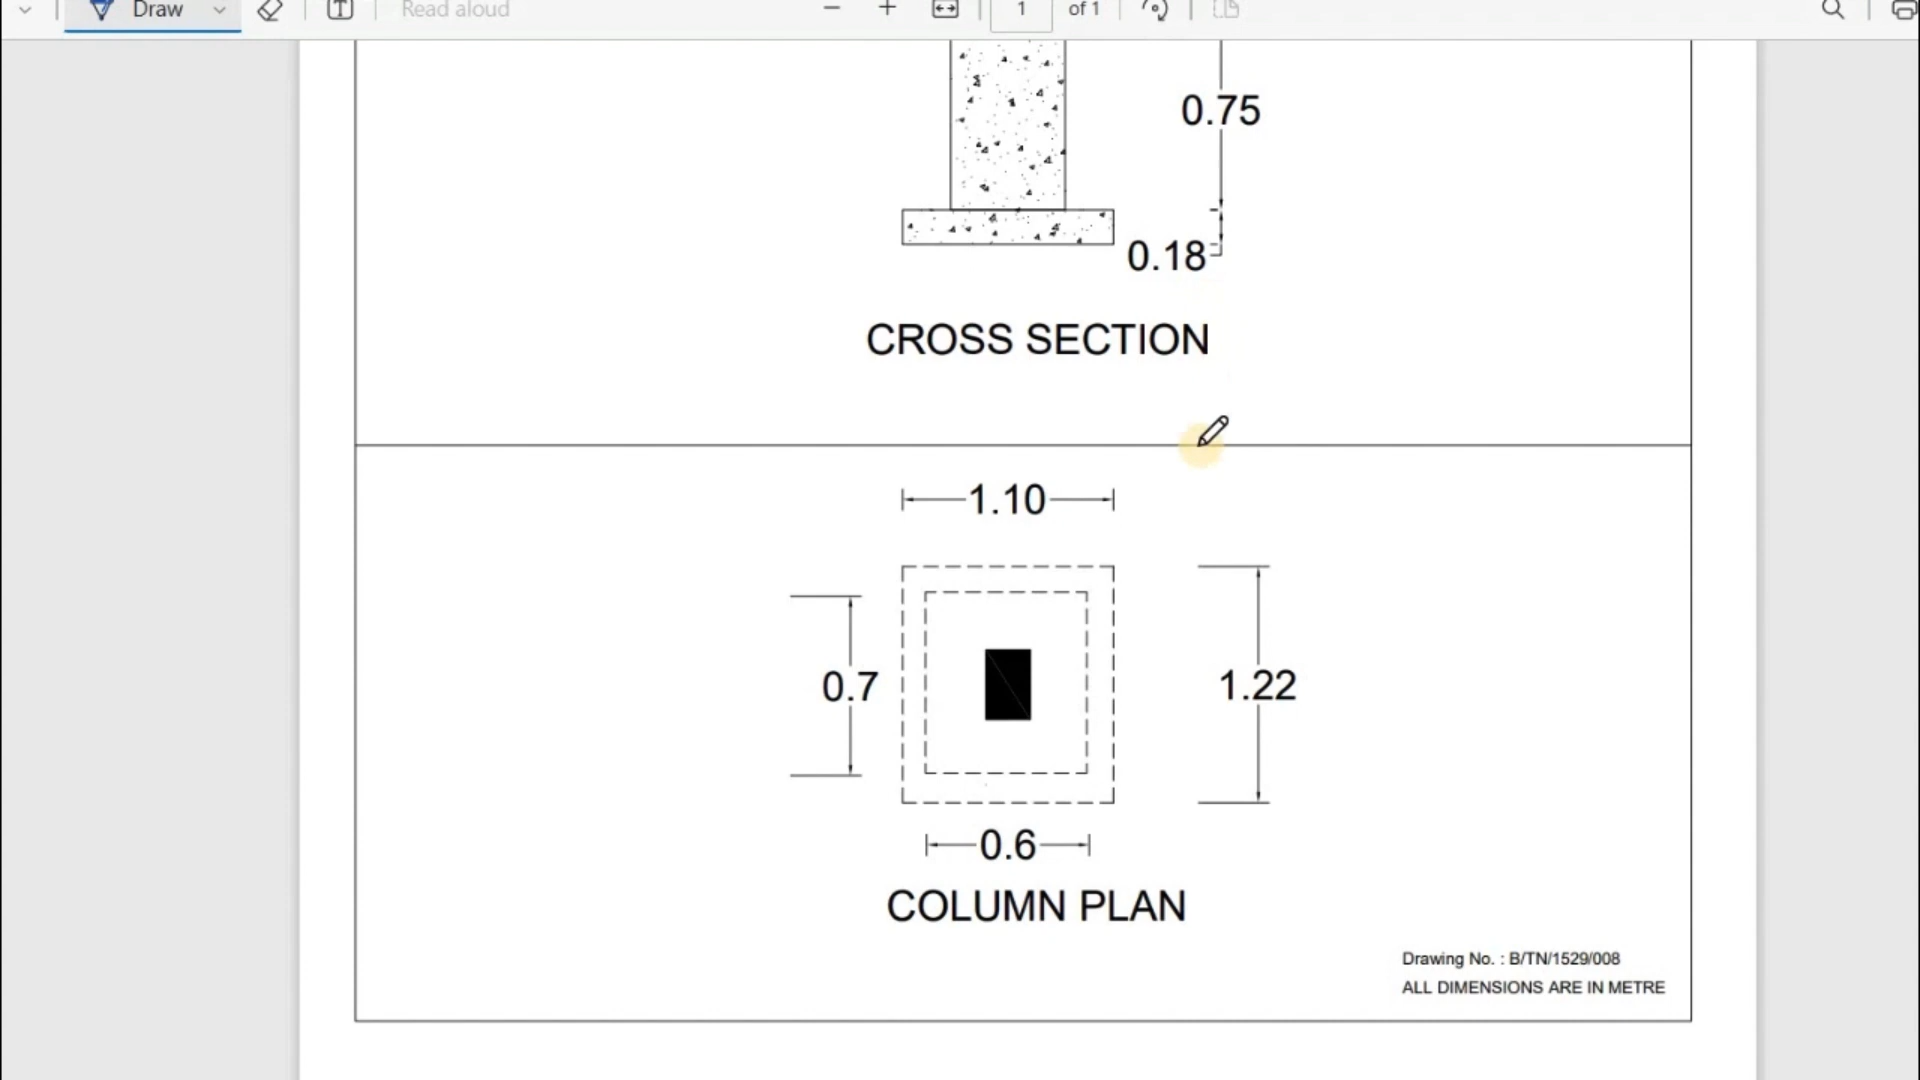 Draw
Read aloud
1
of 1
0.75
0.18
CROSS SECTION
1.10
0.7
1.22
0.6
COLUMN PLAN
Drawing No. : B/TN/1529/008
ALL DIMENSIONS ARE IN METRE